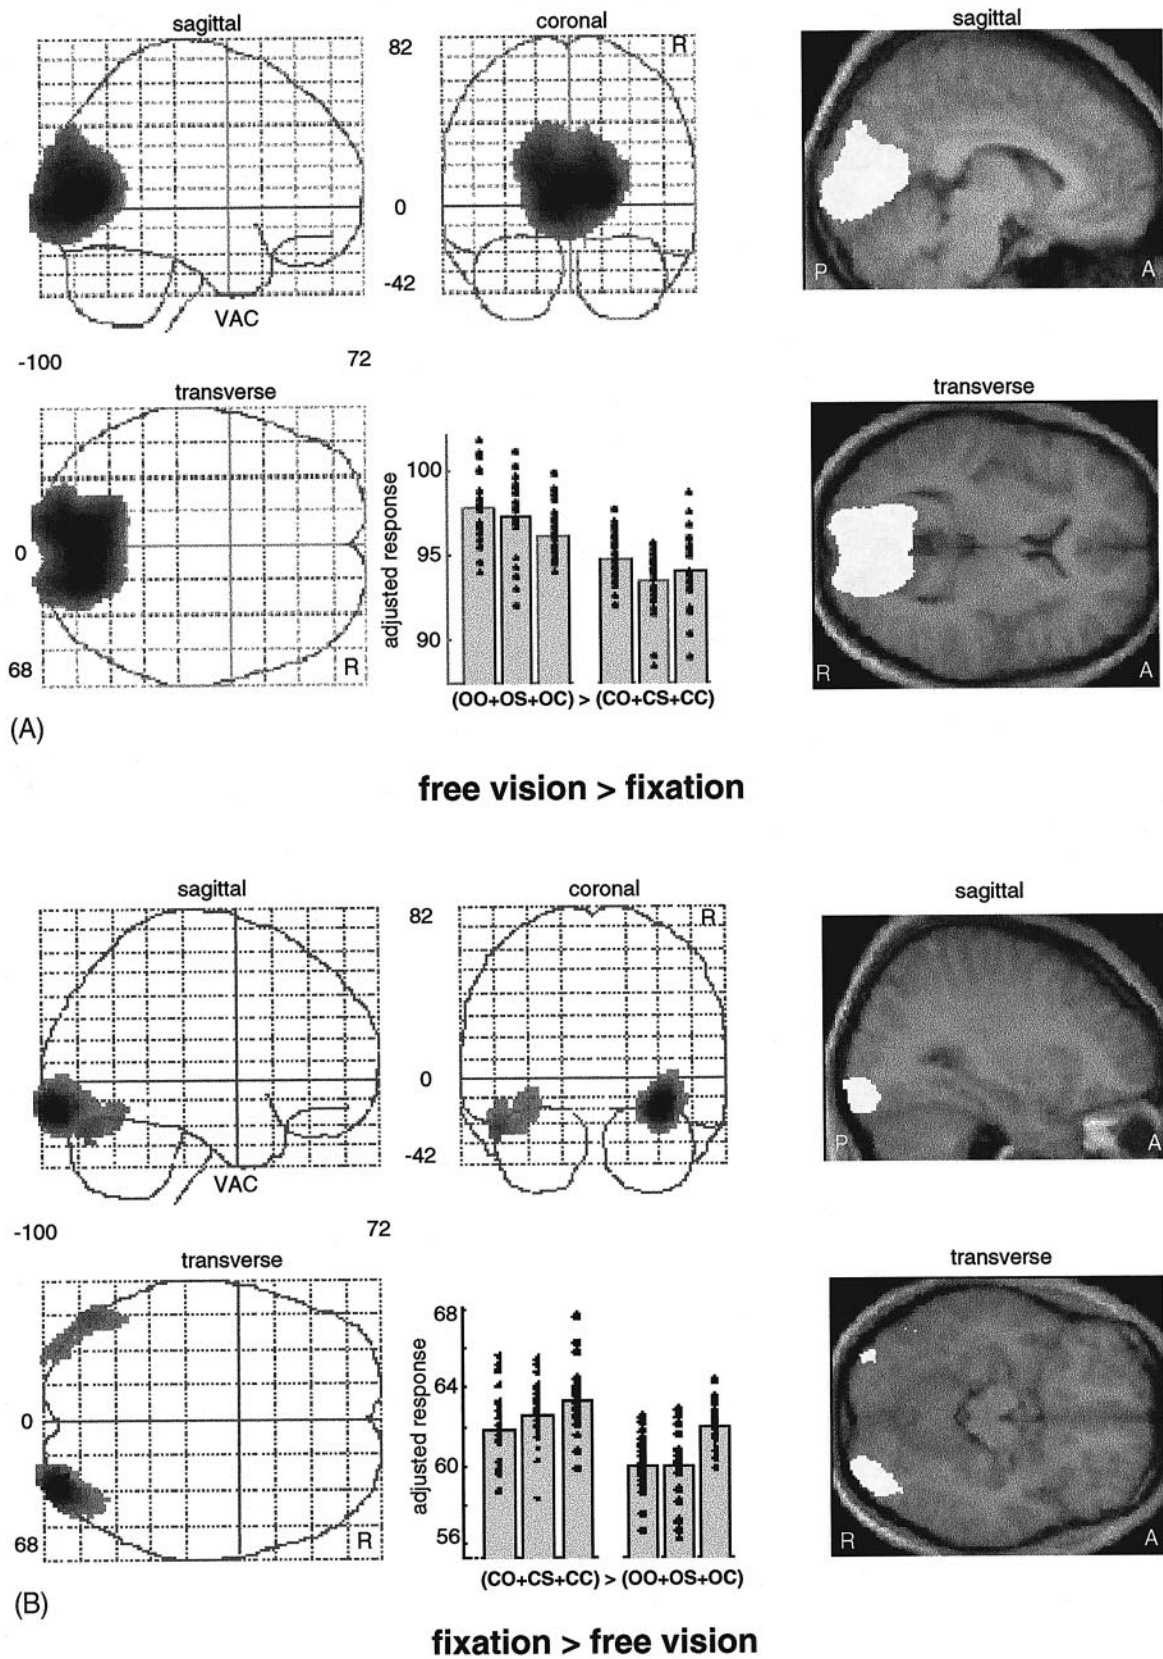 sagittal
coronal
sagittal
82
R
0
-42
VAC
P
A
-100
72
transverse
transverse
0
68
R
adjusted response
100
95
90
(OO+OS+OC) > (CO+CS+CC)
R
A
(A)
free vision > fixation
sagittal
coronal
sagittal
82
R
0
-42
VAC
P
A
-100
72
transverse
transverse
0
68
R
adjusted response
68
64
60
56
(CO+CS+CC) > (OO+OS+OC)
R
A
(B)
fixation > free vision